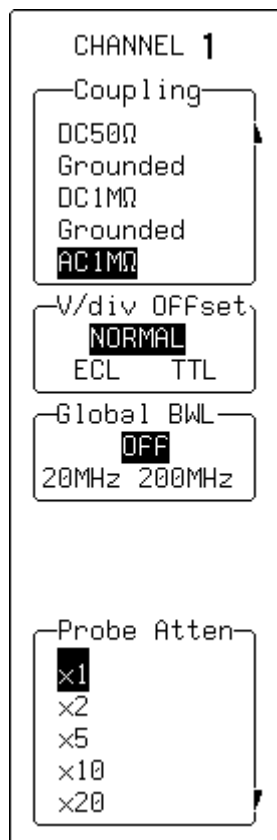 CHANNEL 1
Coupling
DC50Ω
Grounded
DC1MΩ
Grounded
AC1MΩ
V/div OFFset
NORMAL
ECL TTL
Global BWL
OFF
20MHz 200MHz
Probe Atten
×1
×2
×5
×10
×20